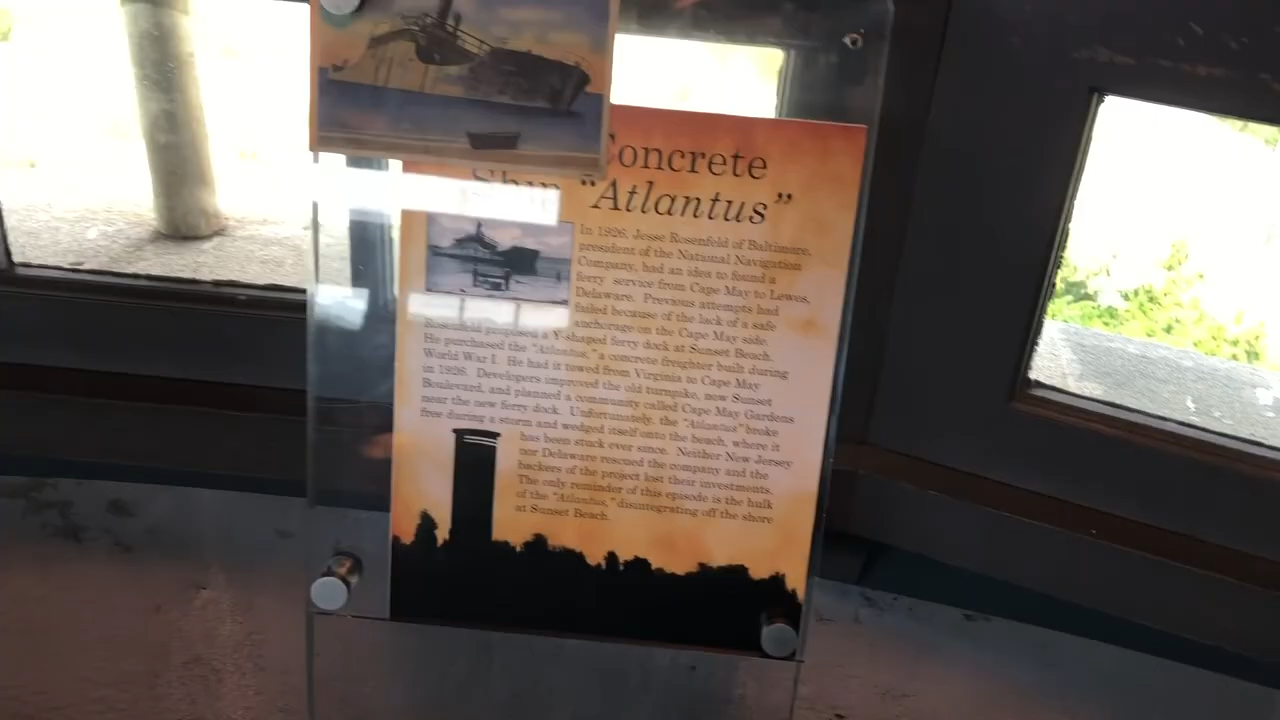 Concrete
Ship "Atlantus"
In 1926, Jesse Rosenfeld of Baltimore,
president of the National Navigation
Company, had an idea to found a
ferry service from Cape May to Lewes,
Delaware. Previous attempts had
failed because of the lack of a safe
anchorage on the Cape May side.
Rosenfeld proposed a Y-shaped ferry dock at Sunset Beach.
He purchased the "Atlantus," a concrete freighter built during
World War I. He had it towed from Virginia to Cape May
in 1926. Developers improved the old turnpike, now Sunset
Boulevard, and planned a community called Cape May Gardens
near the new ferry dock. Unfortunately, the "Atlantus" broke
free during a storm and wedged itself onto the beach, where it
has been stuck ever since. Neither New Jersey
nor Delaware rescued the company and the
backers of the project lost their investments.
The only reminder of this episode is the hulk
of the "Atlantus," disintegrating off the shore
at Sunset Beach.